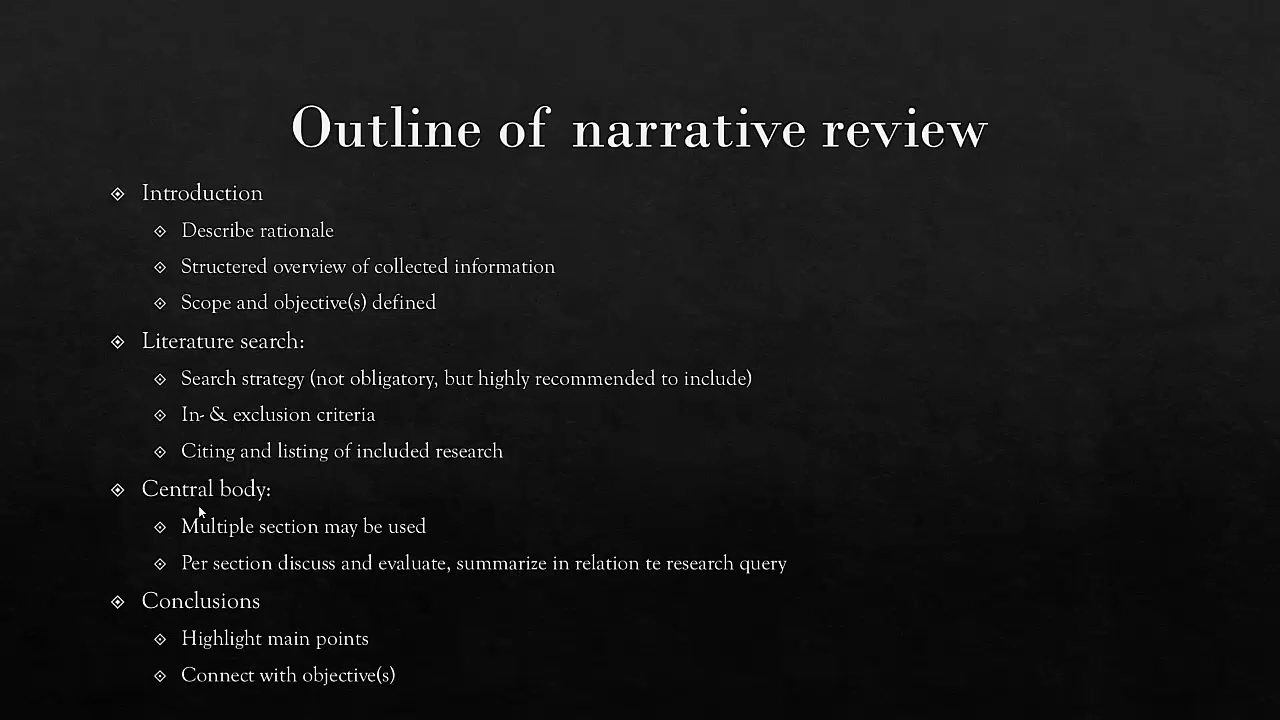 Outline of narrative review
Introduction
Describe rationale
Structered overview of collected information
Scope and objective(s) defined
Literature search:
Search strategy (not obligatory, but highly recommended to include)
In- & exclusion criteria
Citing and listing of included research
Central body:
Multiple section may be used
Per section discuss and evaluate, summarize in relation te research query
Conclusions
Highlight main points
Connect with objective(s)